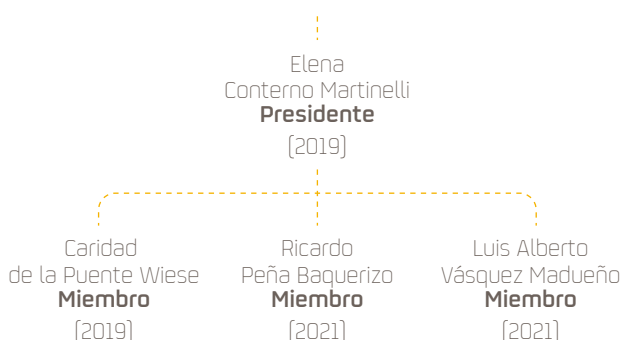 Elena
Conterno Martinelli
Presidente
(2019)
Caridad
de la Puente Wiese
Miembro
(2019)
Ricardo
Peña Baquerizo
Miembro
(2021)
Luis Alberto
Vásquez Madueño
Miembro
(2021)